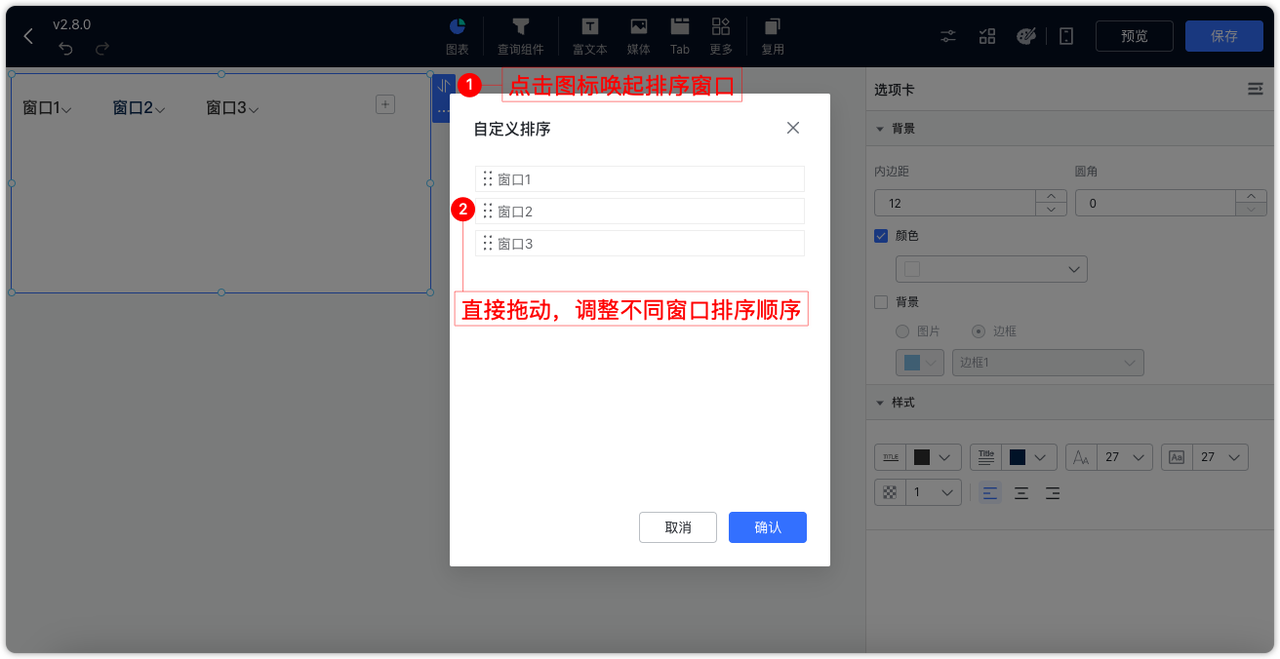 v2.8.0
图表
查询组件
富文本
媒体
Tab
更多
复用
预览
保存
1
点击图标唤起排序窗口
窗口1
窗口2
窗口3
自定义排序
窗口1
2
窗口2
窗口3
直接拖动，调整不同窗口排序顺序
取消
确认
选项卡
背景
内边距
圆角
12
0
颜色
背景
图片
边框
边框1
样式
TITLE
Title
27
Aa
27
1